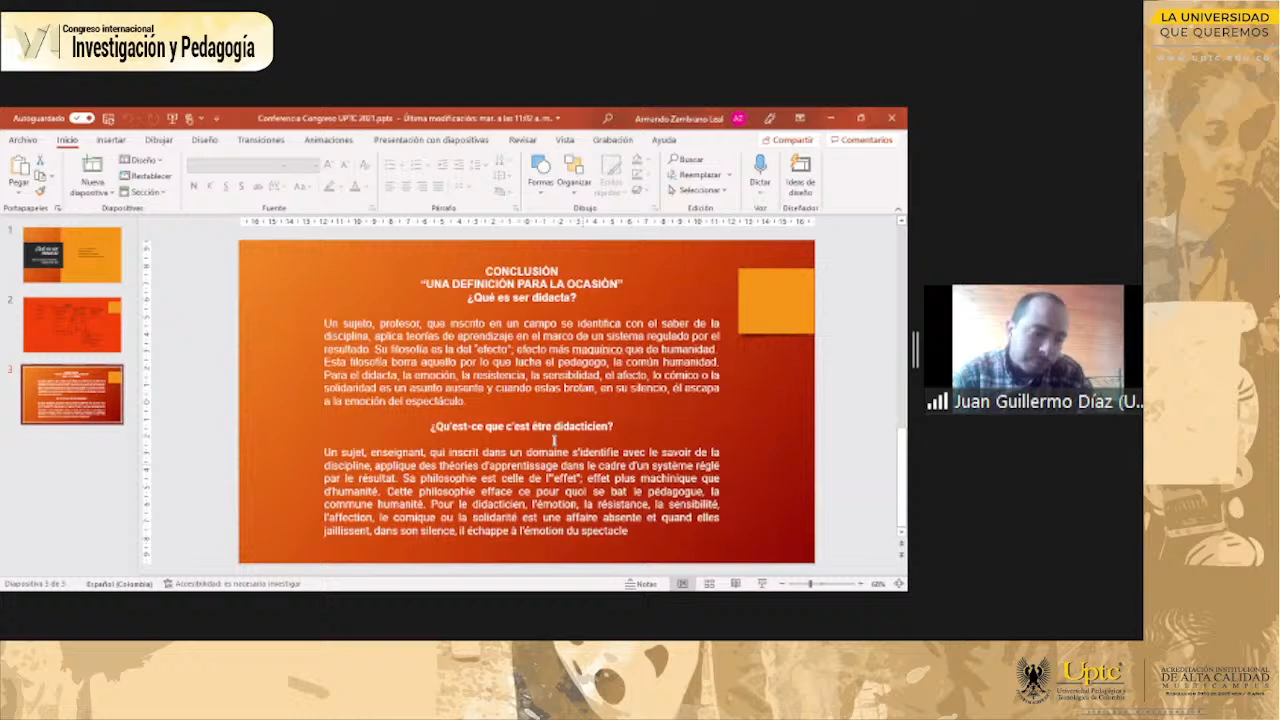 Congreso internacional
Investigación y Pedagogía
LA UNIVERSIDAD
QUE QUEREMOS
www.uptc.edu.co
Autoguardado
Conferencia Congreso UPTC 2021.pptx - Última modificación: mar. a las 11:02 a. m.
Armando Zambrano Leal
AZ
Archivo Inicio Insertar Dibujar Diseño Transiciones Animaciones Presentación con diapositivas Revisar Vista Grabación Ayuda Compartir Comentarios
Pegar
Nueva
diapositiva
Diseño
Restablecer
Sección
N K S S
Formas
Organizar
Estilos
rápidos
Buscar
Reemplazar
Seleccionar
Dictar
Ideas de
diseño
Portapapeles Diapositivas Fuente Párrafo Dibujo Edición Voz Diseñador
1
2
3
CONCLUSIÓN
"UNA DEFINICIÓN PARA LA OCASIÓN"
¿Qué es ser didacta?
Un sujeto, profesor, que inscrito en un campo se identifica con el saber de la
disciplina, aplica teorías de aprendizaje en el marco de un sistema regulado por el
resultado. Su filosofía es la del "efecto"; efecto más maquínico que de humanidad.
Esta filosofía borra aquello por lo que lucha el pedagogo, la común humanidad.
Para el didacta, la emoción, la resistencia, la sensibilidad, el afecto, lo cómico o la
solidaridad es un asunto ausente y cuando estas brotan, en su silencio, él escapa
a la emoción del espectáculo.
¿Qu'est-ce que c'est être didacticien?
Un sujet, enseignant, qui inscrit dans un domaine s'identifie avec le savoir de la
discipline, applique des théories d'apprentissage dans le cadre d'un système réglé
par le résultat. Sa philosophie est celle de l'"effet"; effet plus machinique que
d'humanité. Cette philosophie efface ce pour quoi se bat le pédagogue, la
commune humanité. Pour le didacticien, l'émotion, la résistance, la sensibilité,
l'affection, le comique ou la solidarité est une affaire absente et quand elles
jaillissent, dans son silence, il échappe à l'émotion du spectacle
Juan Guillermo Díaz (U...
Diapositiva 3 de 3 Español (Colombia) Accesibilidad: es necesario investigar Notas 68%
Uptc
Universidad Pedagógica y
Tecnológica de Colombia
ACREDITACIÓN INSTITUCIONAL
DE ALTA CALIDAD
MULTICAMPUS